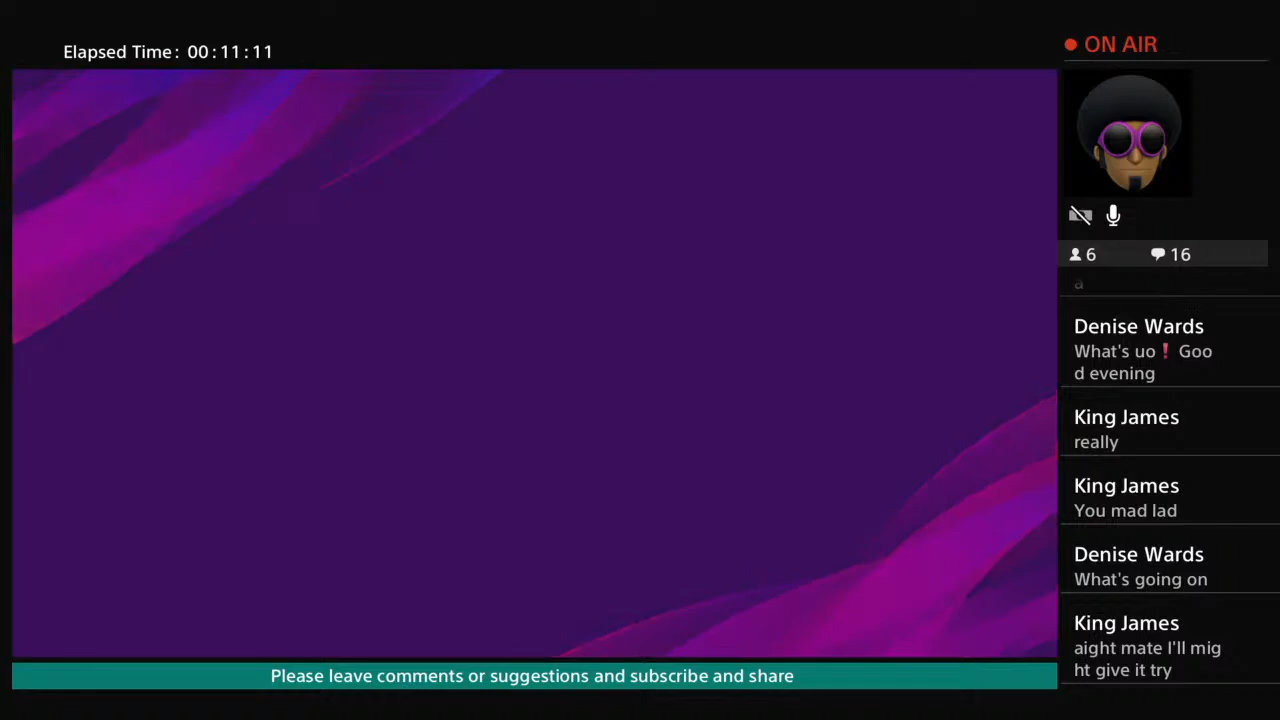 Elapsed Time: 00:11:11
ON AIR
6 16
a
Denise Wards
What's uo❗ Goo
d evening
King James
really
King James
You mad lad
Denise Wards
What's going on
King James
aight mate I'll mig
ht give it try
Please leave comments or suggestions and subscribe and share